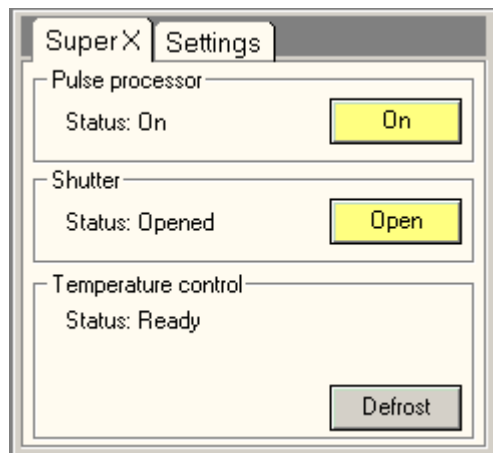 SuperX Settings
Pulse processor
Status: On On
Shutter
Status: Opened Open
Temperature control
Status: Ready
Defrost